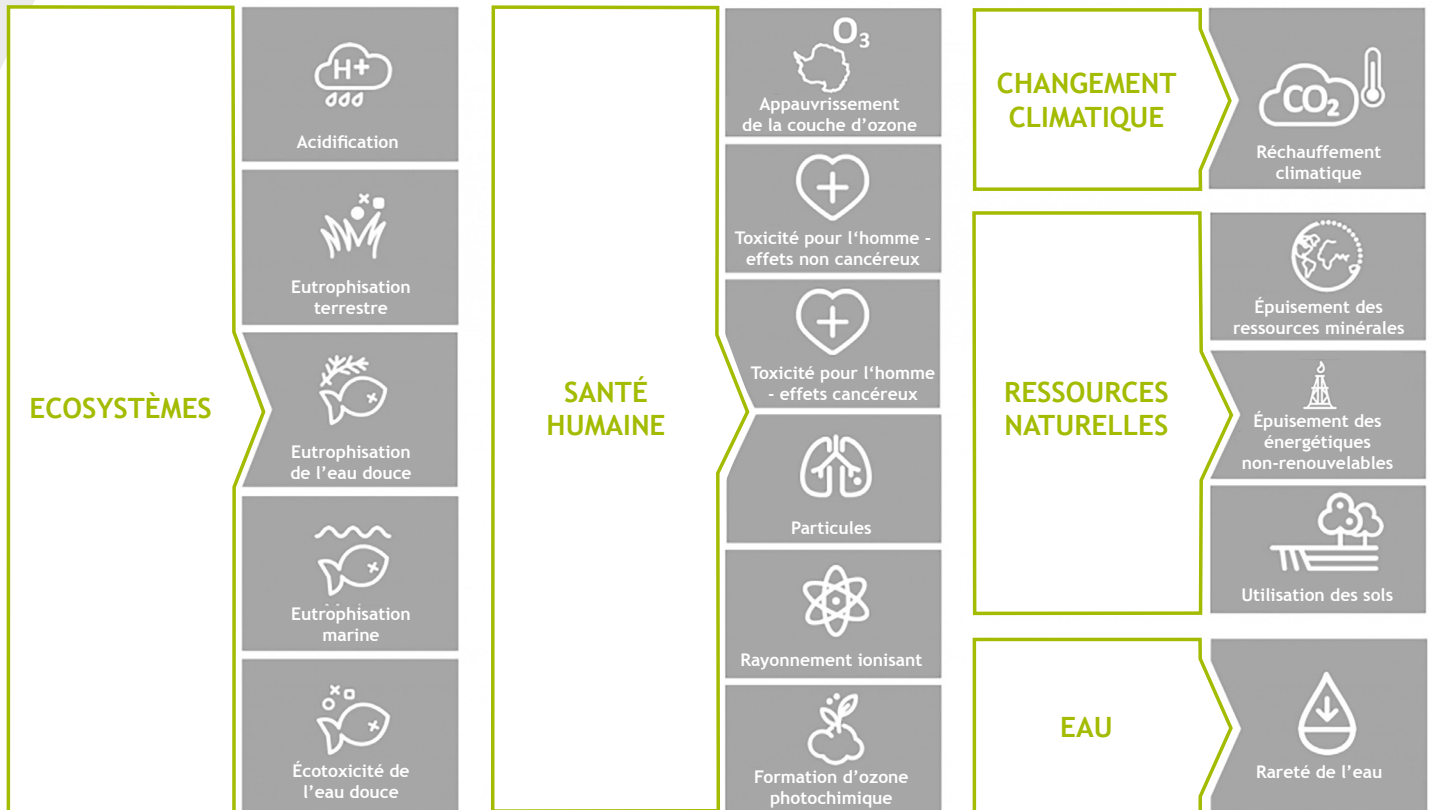 ECOSYSTÈMES
H+
Acidification
Eutrophisation
terrestre
Eutrophisation
de l’eau douce
Eutrophisation
marine
Écotoxicité de
l’eau douce
SANTÉ
HUMAINE
O3
Appauvrissement
de la couche d’ozone
Toxicité pour l‘homme -
effets non cancéreux
Toxicité pour l‘homme
- effets cancéreux
Particules
Rayonnement ionisant
Formation d’ozone
photochimique
CHANGEMENT
CLIMATIQUE
CO2
Réchauffement
climatique
RESSOURCES
NATURELLES
Épuisement des
ressources minérales
Épuisement des
énergétiques
non-renouvelables
Utilisation des sols
EAU
Rareté de l’eau